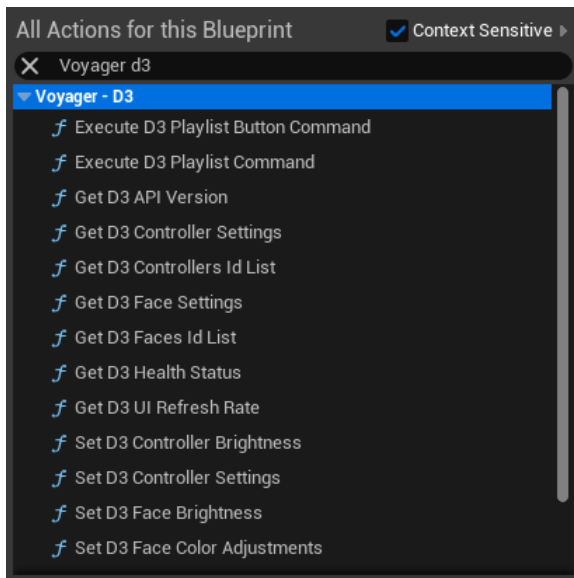 All Actions for this Blueprint Context Sensitive
Voyager d3
Voyager - D3
Execute D3 Playlist Button Command
Execute D3 Playlist Command
Get D3 API Version
Get D3 Controller Settings
Get D3 Controllers Id List
Get D3 Face Settings
Get D3 Faces Id List
Get D3 Health Status
Get D3 UI Refresh Rate
Set D3 Controller Brightness
Set D3 Controller Settings
Set D3 Face Brightness
Set D3 Face Color Adjustments